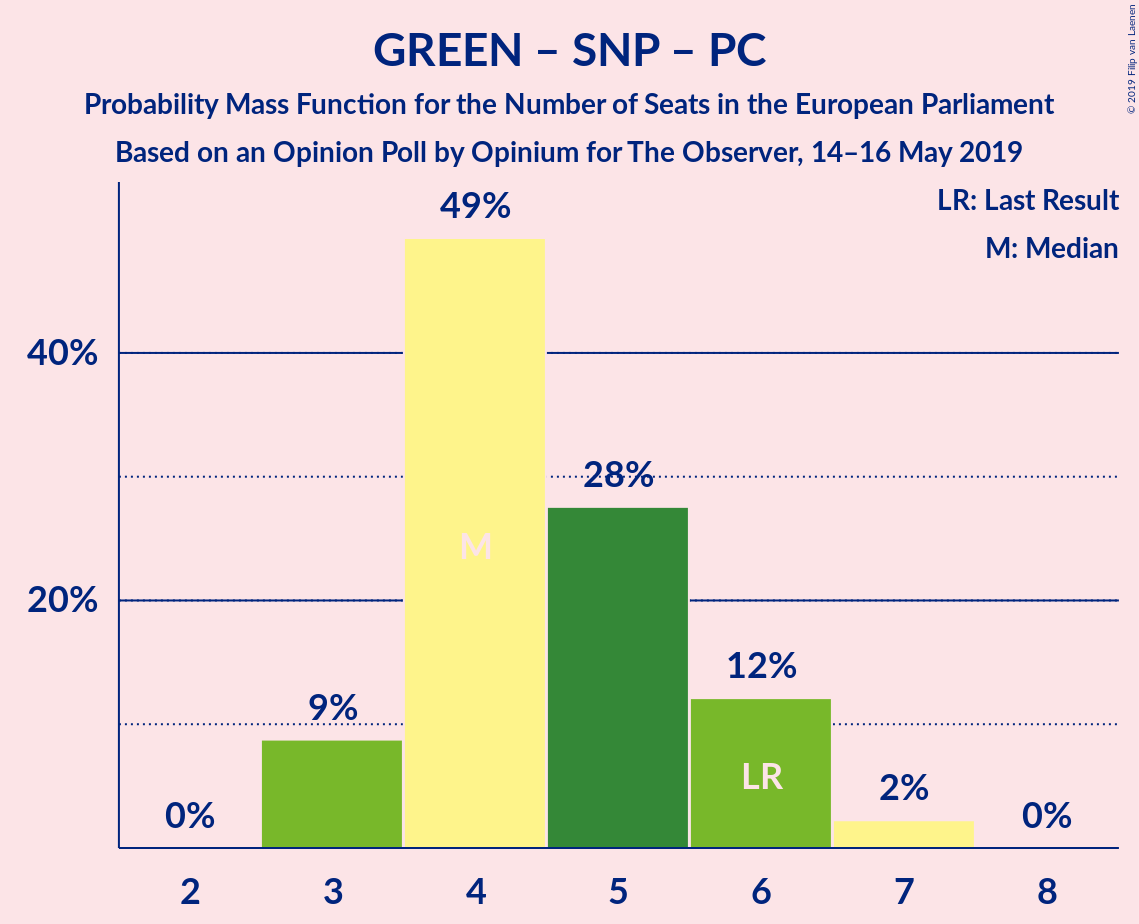 GREEN – SNP – PC
Probability Mass Function for the Number of Seats in the European Parliament
Based on an Opinion Poll by Opinium for The Observer, 14–16 May 2019
© 2019 Filip van Laenen
LR: Last Result
M: Median
49%
40%
28%
M
20%
12%
9%
LR
2%
0%
0%
2 3 4 5 6 7 8